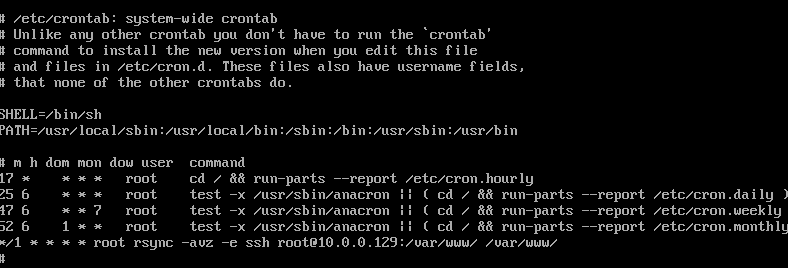 # /etc/crontab: system-wide crontab
# Unlike any other crontab you don't have to run the `crontab'
# command to install the new version when you edit this file
# and files in /etc/cron.d. These files also have username fields,
# that none of the other crontabs do.
SHELL=/bin/sh
PATH=/usr/local/sbin:/usr/local/bin:/sbin:/bin:/usr/sbin:/usr/bin
# m h dom mon dow user  command
17 *    * * *   root    cd / && run-parts --report /etc/cron.hourly
25 6    * * *   root    test -x /usr/sbin/anacron || ( cd / && run-parts --report /etc/cron.daily )
47 6    * * 7   root    test -x /usr/sbin/anacron || ( cd / && run-parts --report /etc/cron.weekly
52 6    1 * *   root    test -x /usr/sbin/anacron || ( cd / && run-parts --report /etc/cron.monthly
*/1 * * * * root rsync -avz -e ssh root@10.0.0.129:/var/www/ /var/www/
#